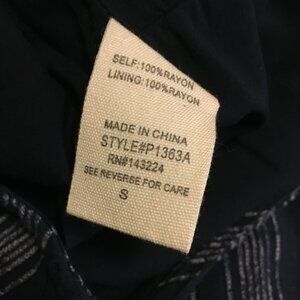 SELF:100%RAYON
LINING:100%RAYON
MADE IN CHINA
STYLE#P1363A
RN#143224
SEE REVERSE FOR CARE
S